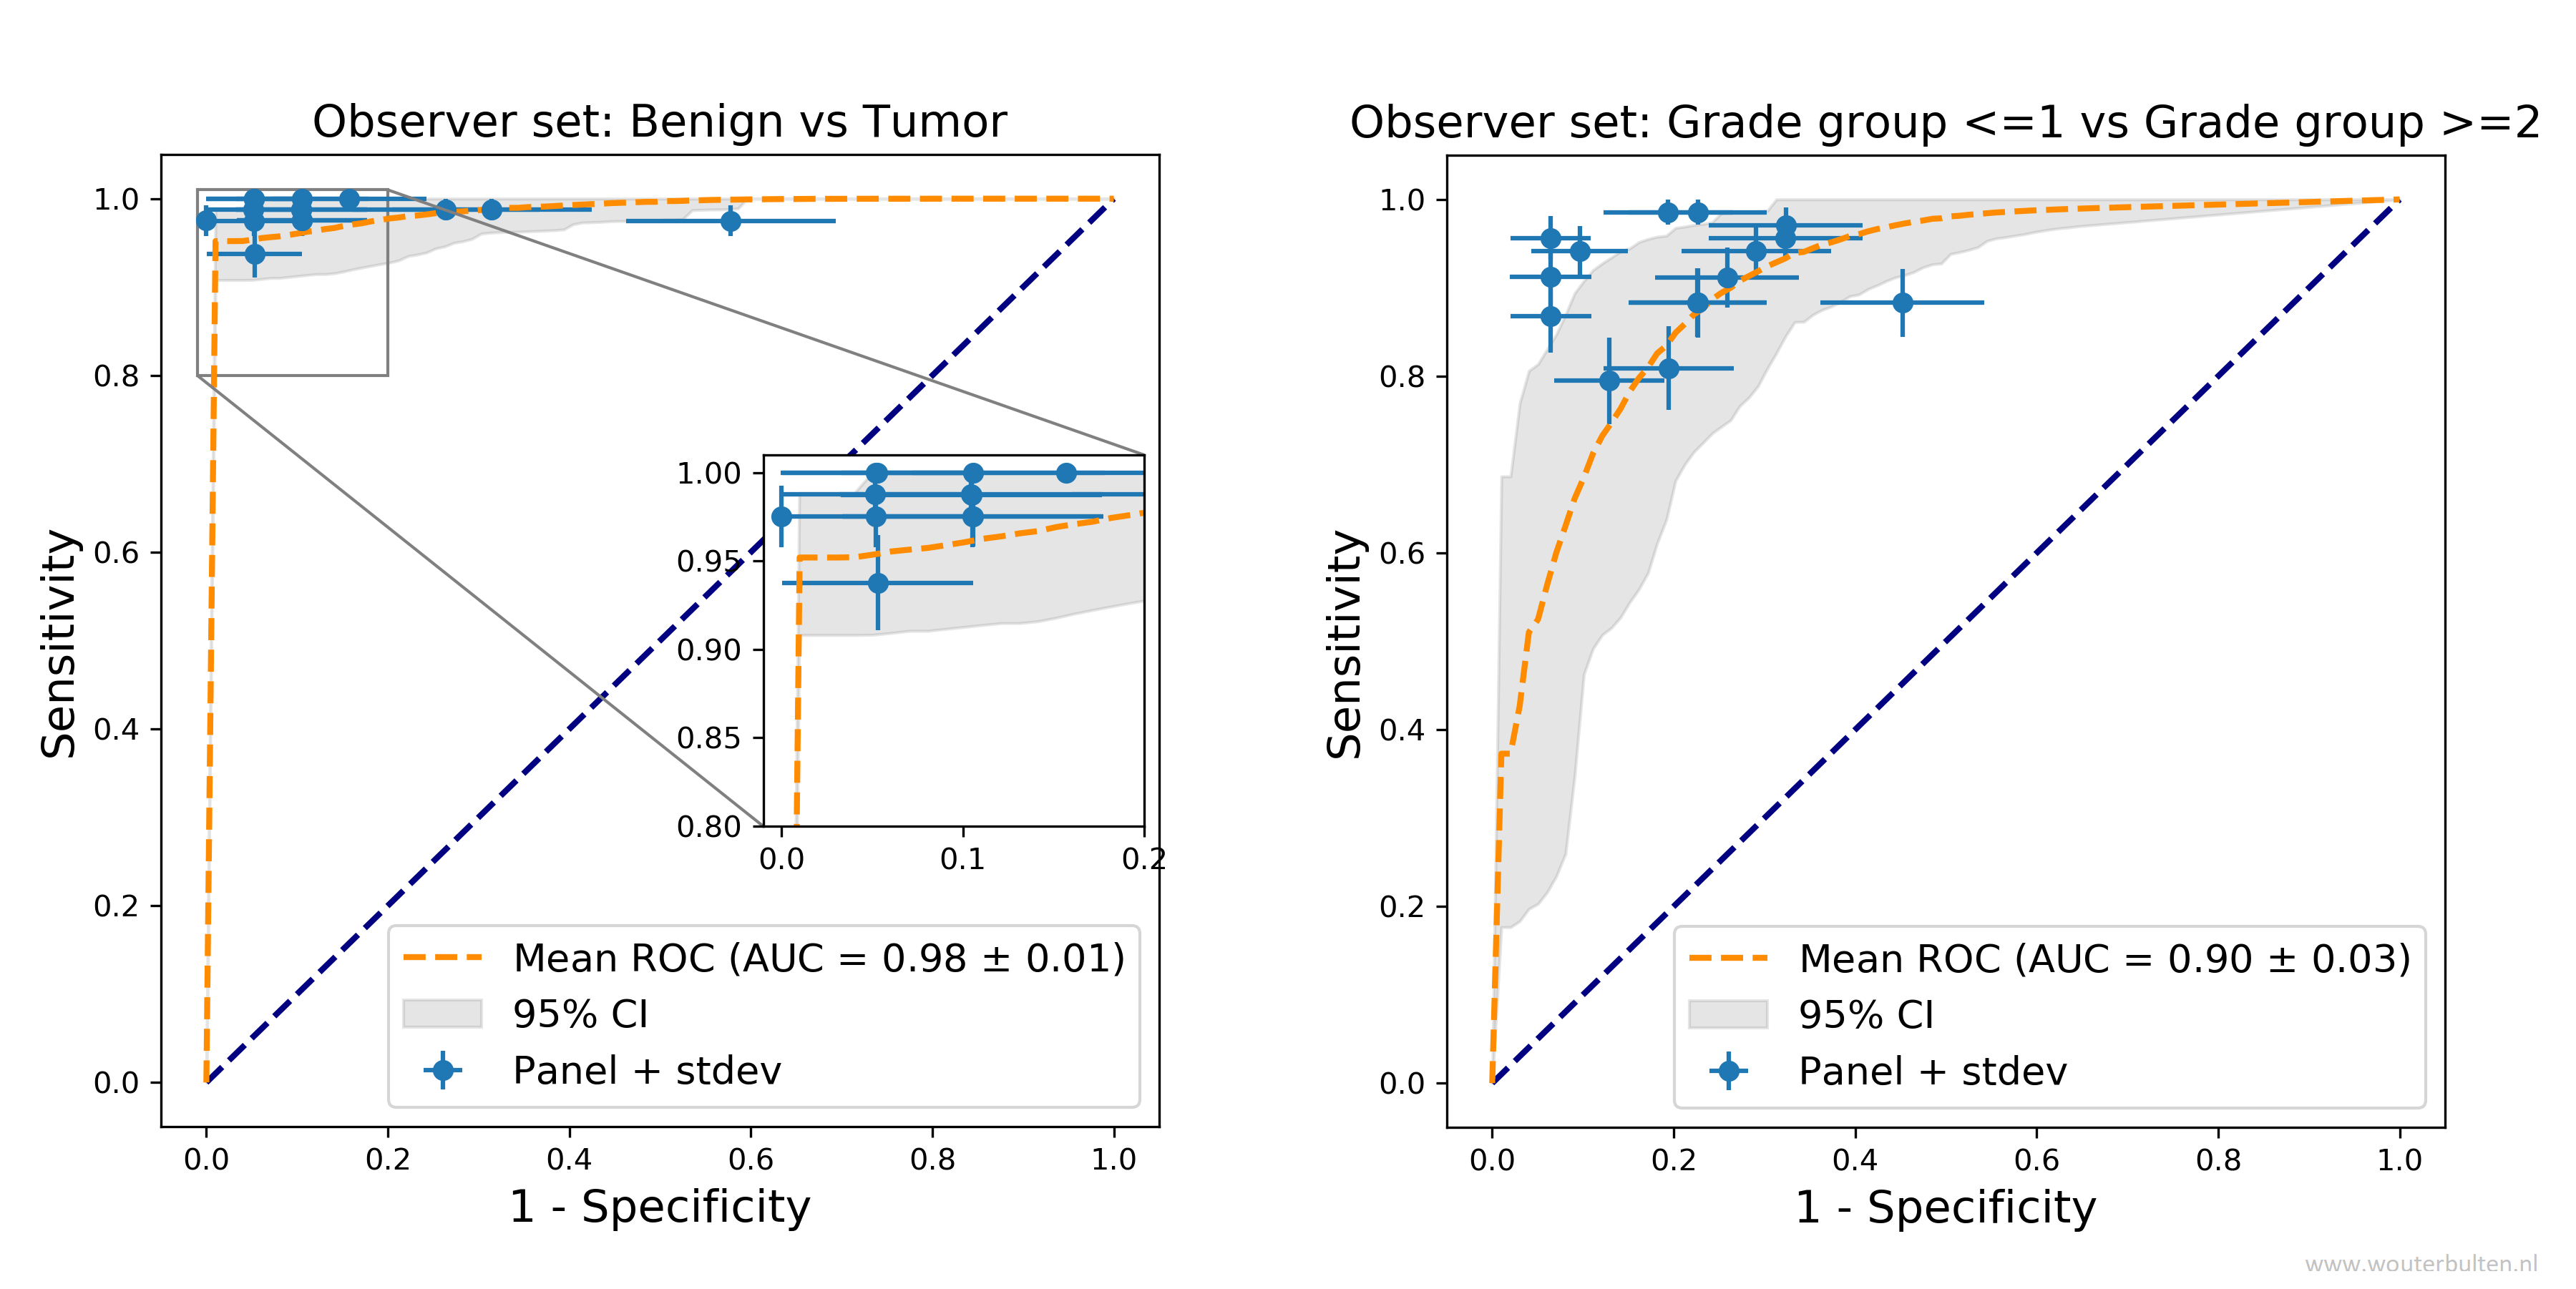 Observer set: Benign vs Tumor
1.0
0.8
0.6
0.4
0.2
0.0
Sensitivity
1.00
0.95
0.90
0.85
0.80
0.0 0.1 0.2
Mean ROC (AUC = 0.98 ± 0.01)
95% CI
Panel + stdev
0.0 0.2 0.4 0.6 0.8 1.0
1 - Specificity
Observer set: Grade group <=1 vs Grade group >=2
1.0
0.8
0.6
0.4
0.2
0.0
Sensitivity
Mean ROC (AUC = 0.90 ± 0.03)
95% CI
Panel + stdev
0.0 0.2 0.4 0.6 0.8 1.0
1 - Specificity
www.wouterbulten.nl